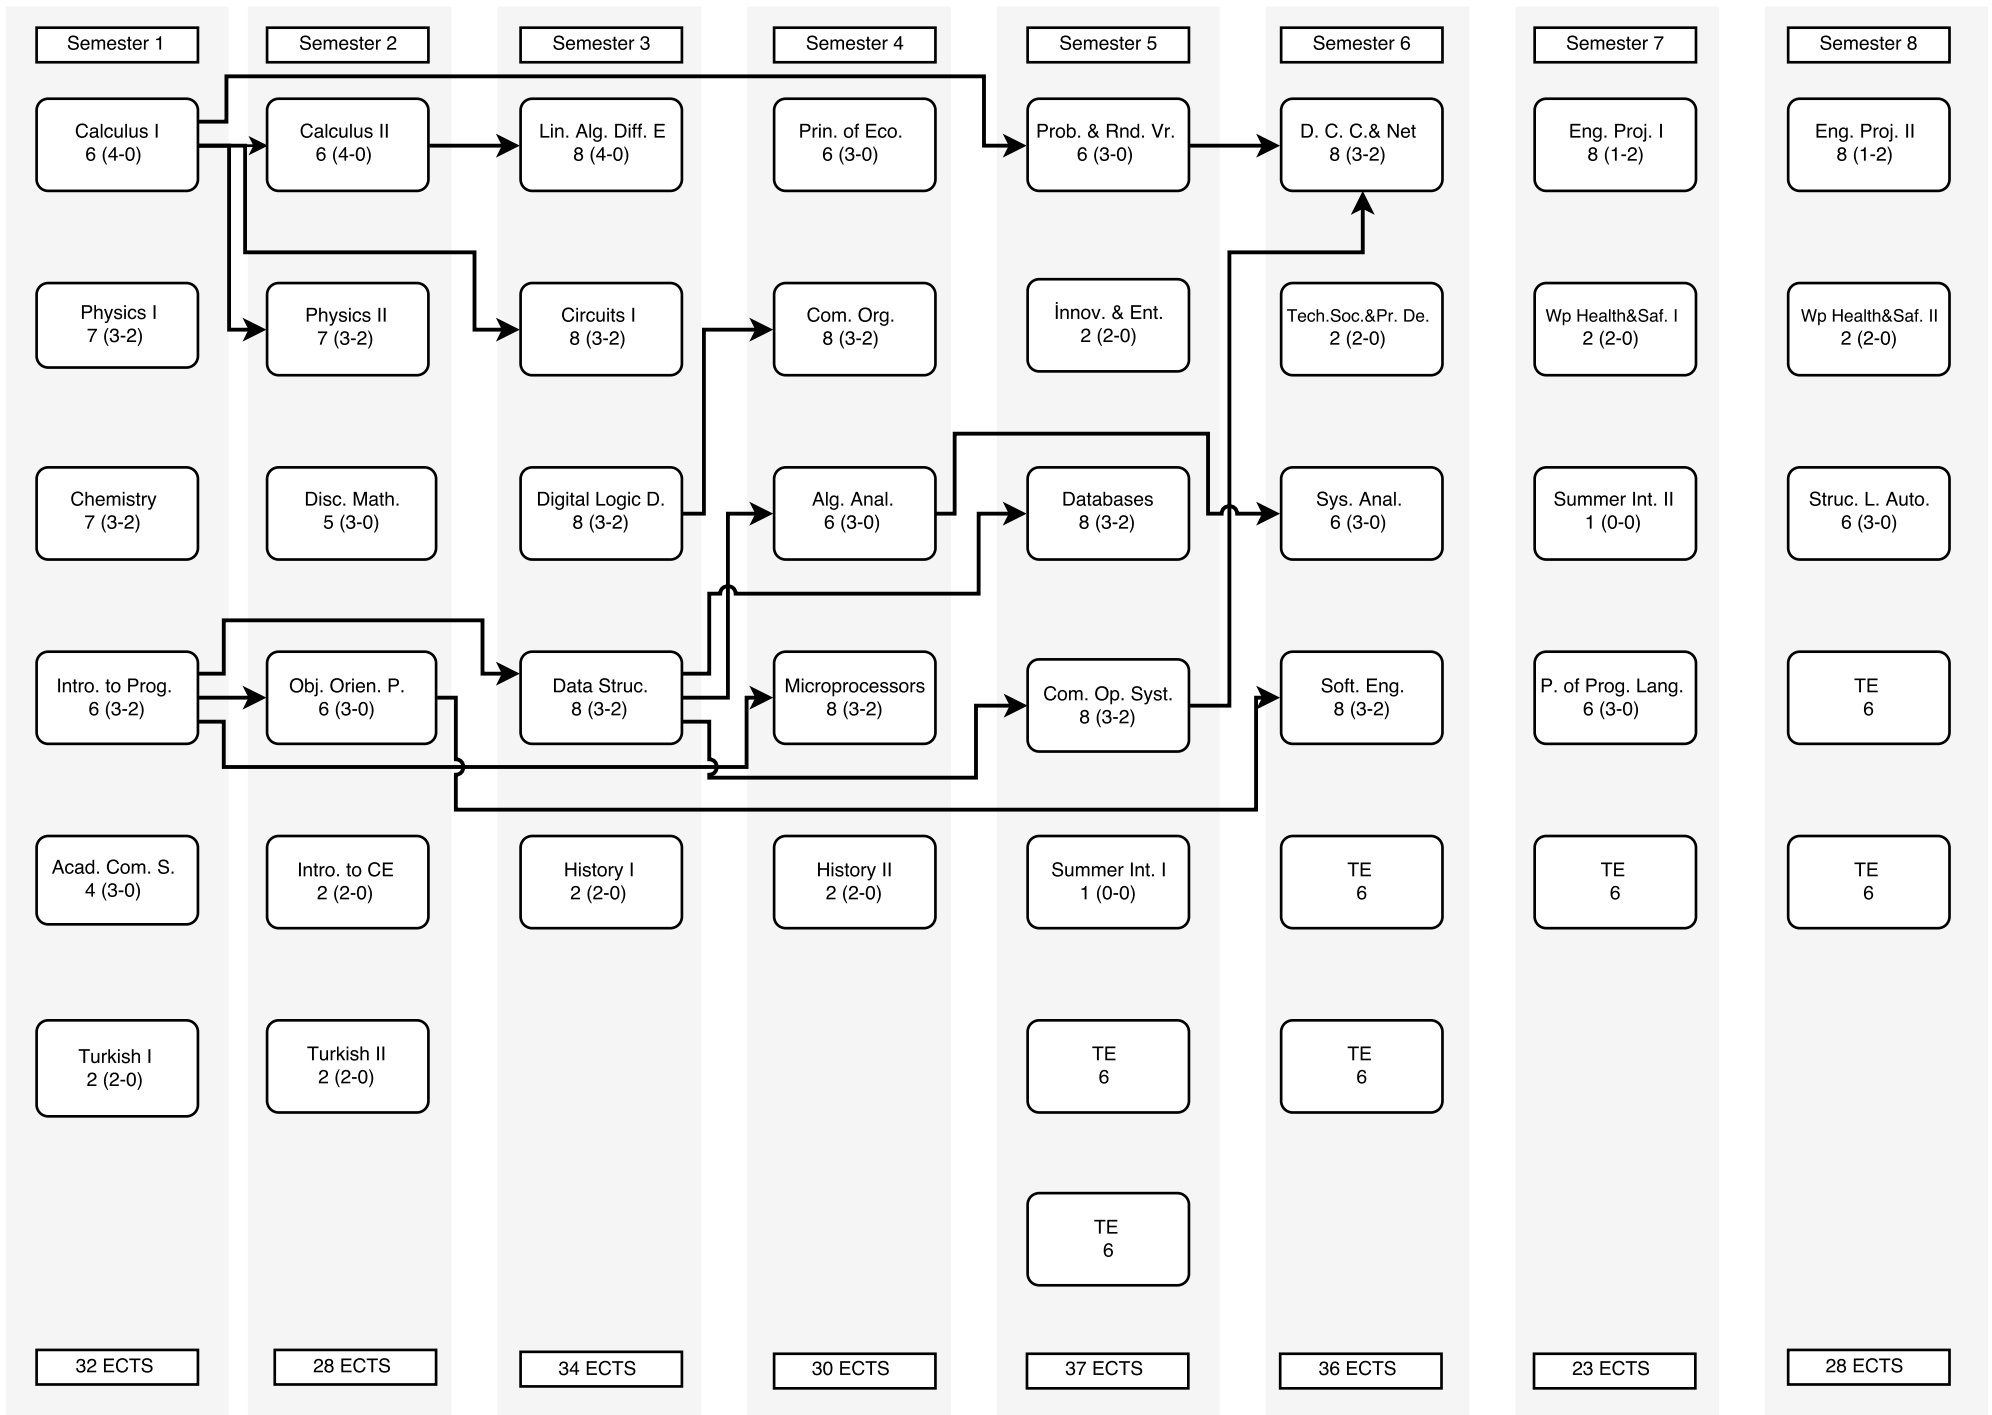 Semester 1
Semester 2
Semester 3
Semester 4
Semester 5
Semester 6
Semester 7
Semester 8
Calculus I
6 (4-0)
Calculus II
6 (4-0)
Lin. Alg. Diff. E
8 (4-0)
Prin. of Eco.
6 (3-0)
Prob. & Rnd. Vr.
6 (3-0)
D. C. C.& Net
8 (3-2)
Eng. Proj. I
8 (1-2)
Eng. Proj. II
8 (1-2)
Physics I
7 (3-2)
Physics II
7 (3-2)
Circuits I
8 (3-2)
Com. Org.
8 (3-2)
İnnov. & Ent.
2 (2-0)
Tech.Soc.&Pr. De.
2 (2-0)
Wp Health&Saf. I
2 (2-0)
Wp Health&Saf. II
2 (2-0)
Chemistry
7 (3-2)
Disc. Math.
5 (3-0)
Digital Logic D.
8 (3-2)
Alg. Anal.
6 (3-0)
Databases
8 (3-2)
Sys. Anal.
6 (3-0)
Summer Int. II
1 (0-0)
Struc. L. Auto.
6 (3-0)
Intro. to Prog.
6 (3-2)
Obj. Orien. P.
6 (3-0)
Data Struc.
8 (3-2)
Microprocessors
8 (3-2)
Com. Op. Syst.
8 (3-2)
Soft. Eng.
8 (3-2)
P. of Prog. Lang.
6 (3-0)
TE
6
Acad. Com. S.
4 (3-0)
Intro. to CE
2 (2-0)
History I
2 (2-0)
History II
2 (2-0)
Summer Int. I
1 (0-0)
TE
6
TE
6
TE
6
Turkish I
2 (2-0)
Turkish II
2 (2-0)
TE
6
TE
6
TE
6
32 ECTS
28 ECTS
34 ECTS
30 ECTS
37 ECTS
36 ECTS
23 ECTS
28 ECTS